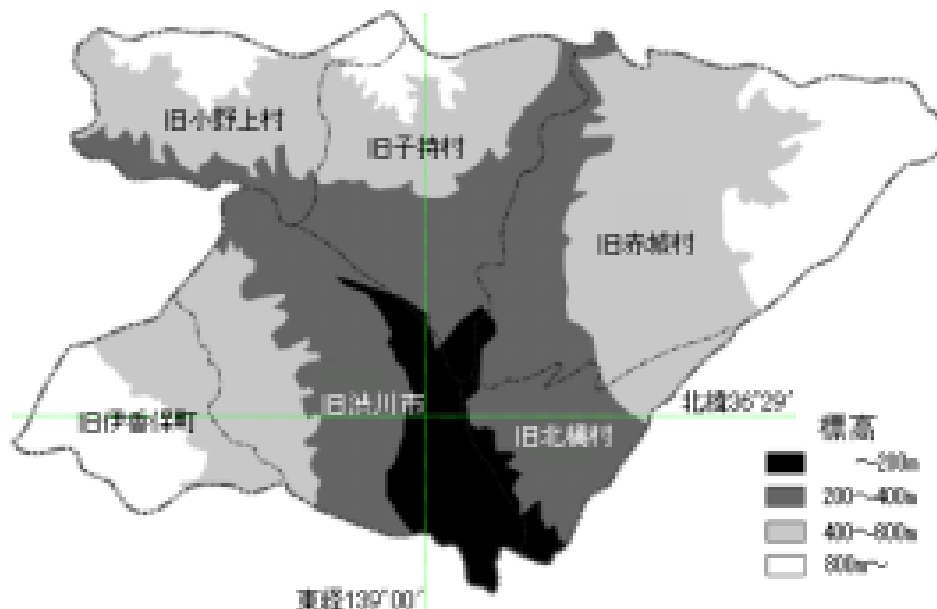 旧小野上村
旧子持村
旧赤城村
旧渋川市
北緯36°29′
旧伊香保町
旧北橘村
標高
～200m
200～400m
400～800m
800m～
東経139°00′